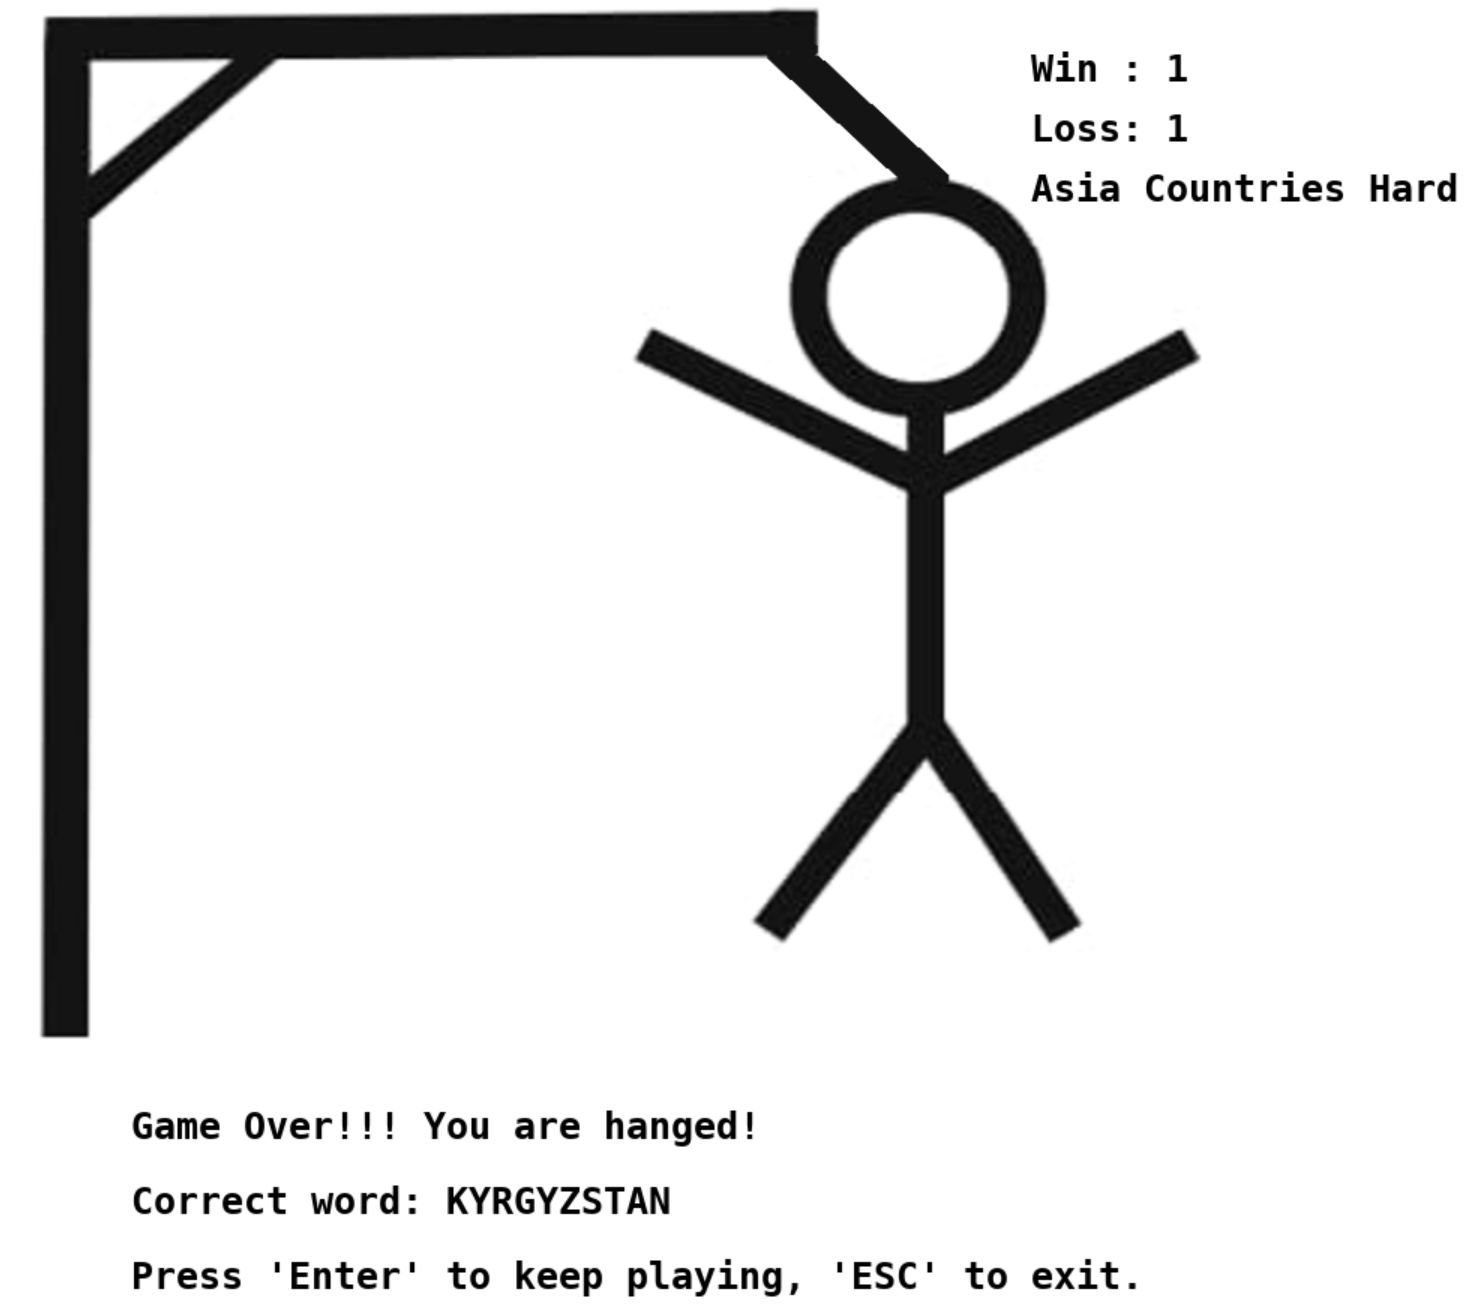 Win : 1
Loss: 1
Asia Countries Hard
Game Over!!! You are hanged!
Correct word: KYRGYZSTAN
Press 'Enter' to keep playing, 'ESC' to exit.